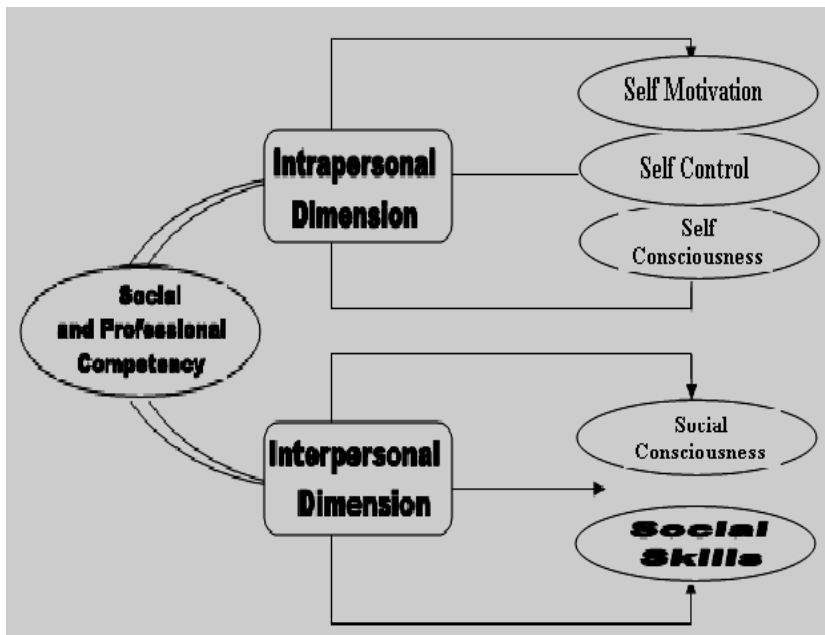 Social
and Professional
Competency
Intrapersonal
Dimension
Self Motivation
Self Control
Self
Consciousness
Interpersonal
Dimension
Social
Consciousness
Social
Skills